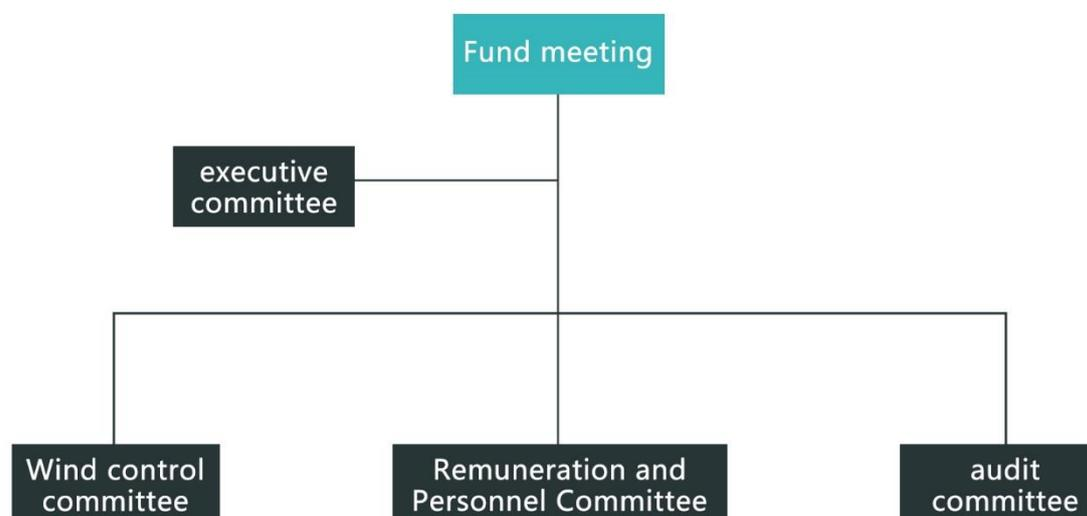 Fund meeting
executive
committee
Wind control
committee
Remuneration and
Personnel Committee
audit
committee